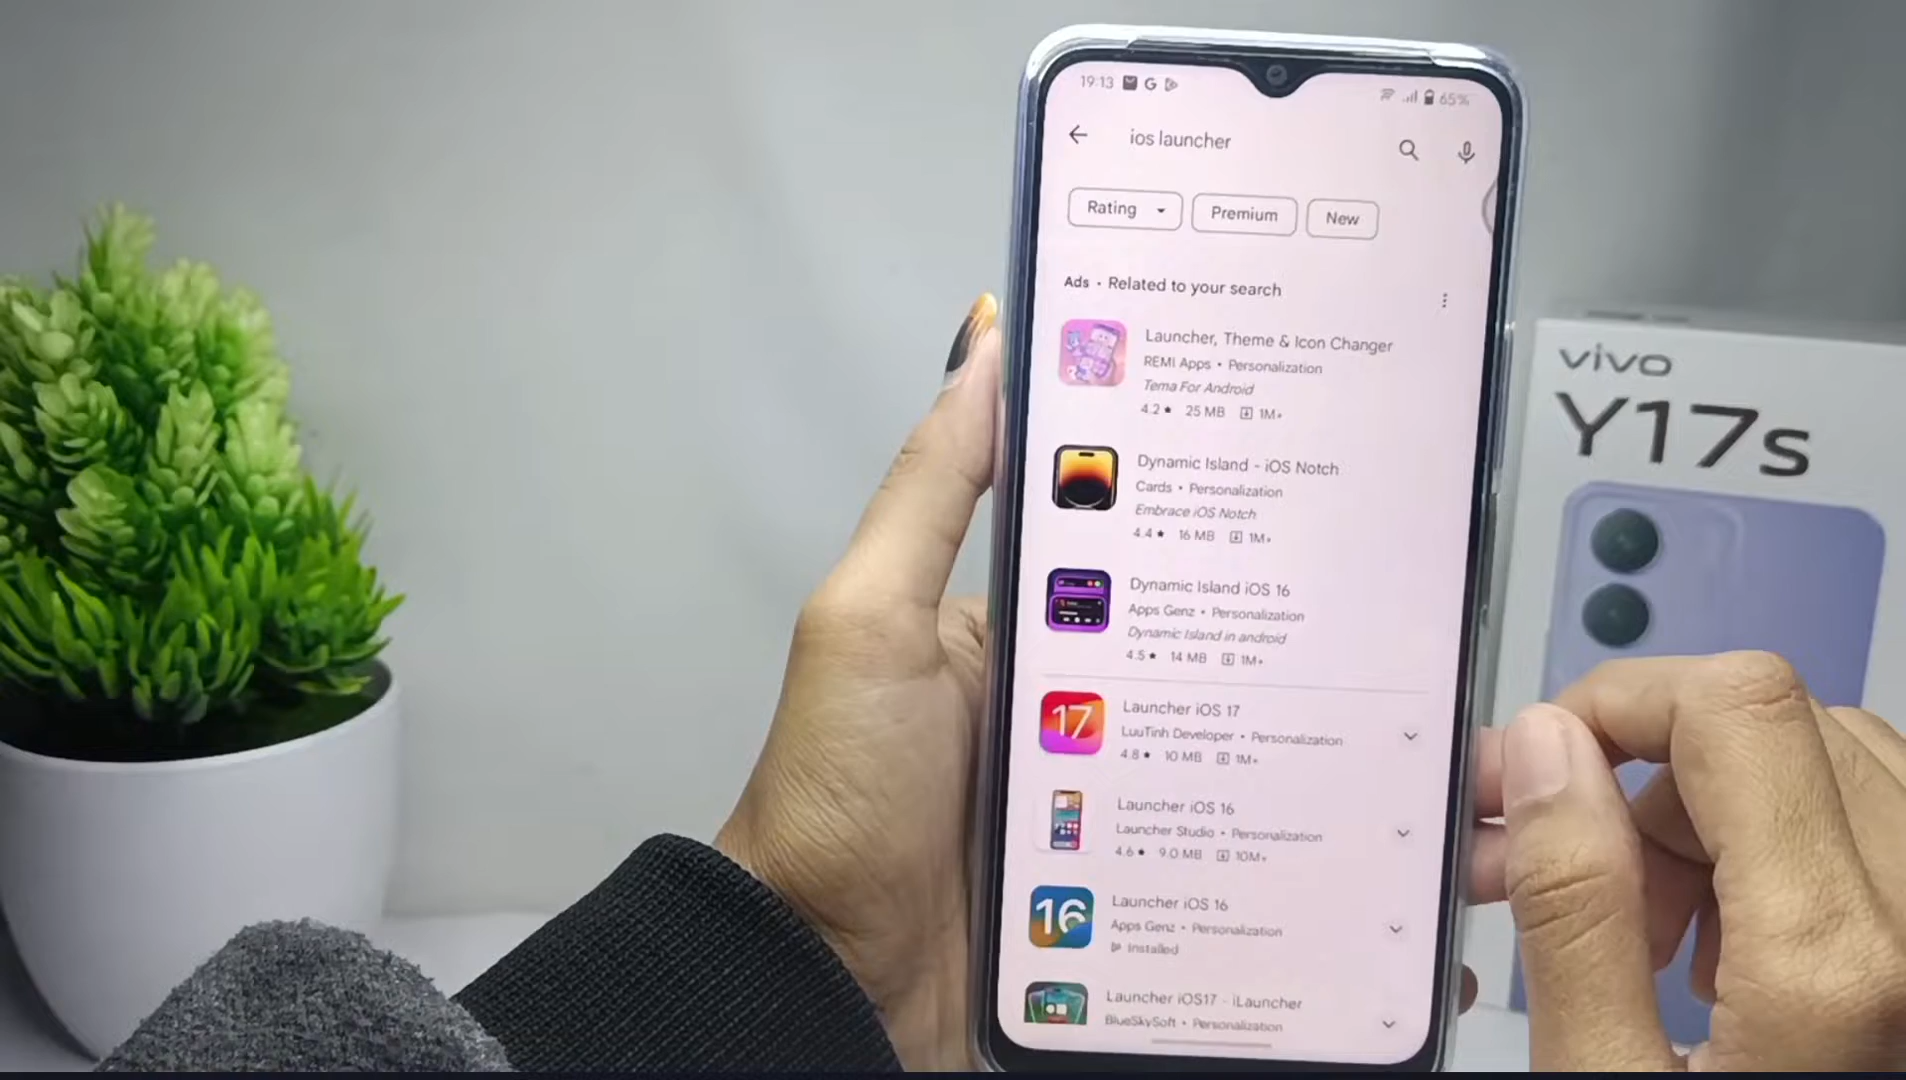 19:13 G 65%
ios launcher
Rating Premium New
Ads • Related to your search
Launcher, Theme & Icon Changer
REMI Apps • Personalization
Tema For Android
4.2★ 25 MB 1M+
Dynamic Island - iOS Notch
Cards • Personalization
Embrace iOS Notch
4.4★ 16 MB 1M+
Dynamic Island iOS 16
Apps Genz • Personalization
Dynamic Island in android
4.5★ 14 MB 1M+
17
Launcher iOS 17
LuuTinh Developer • Personalization
4.8★ 10 MB 1M+
Launcher iOS 16
Launcher Studio • Personalization
4.6★ 9.0 MB 10M+
16
Launcher iOS 16
Apps Genz • Personalization
Installed
Launcher iOS17 - iLauncher
BlueSkySoft • Personalization
vivo
Y17s